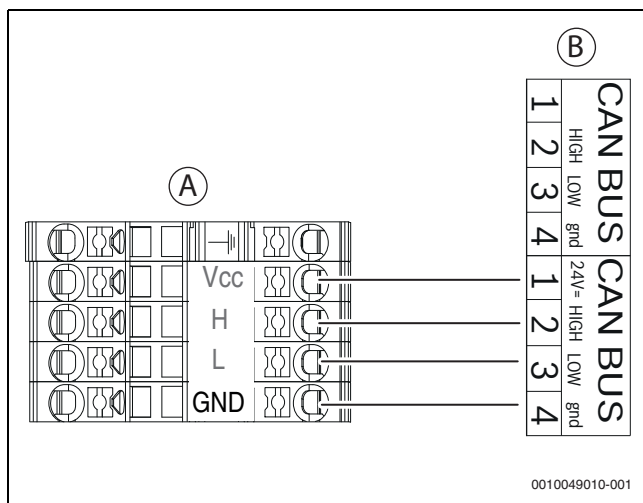 B
A
CAN BUS
1
2 HIGH
3 LOW
4 gnd
CAN BUS
1 24V=
2 HIGH
3 LOW
4 gnd
Vcc
H
L
GND
0010049010-001